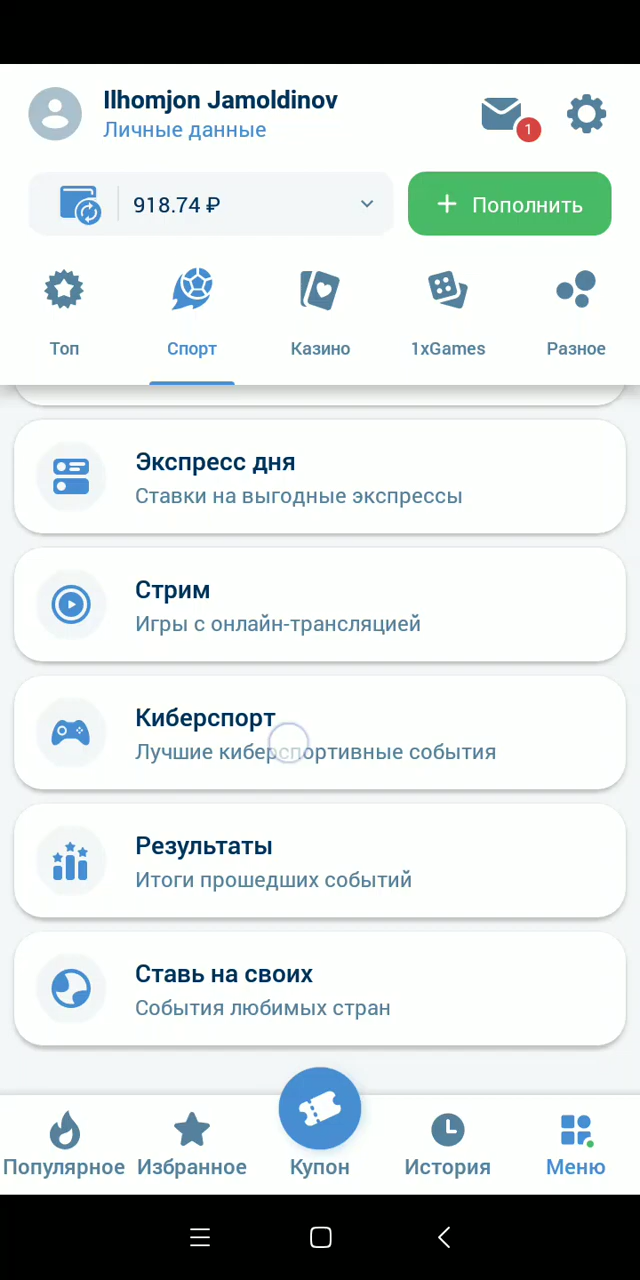 Ilhomjon Jamoldinov
Личные данные
1
918.74 ₽
Пополнить
Топ
Спорт
Казино
1xGames
Разное
Экспресс дня
Ставки на выгодные экспрессы
Стрим
Игры с онлайн-трансляцией
Киберспорт
Лучшие киберспортивные события
Результаты
Итоги прошедших событий
Ставь на своих
События любимых стран
Популярное
Избранное
Купон
История
Меню